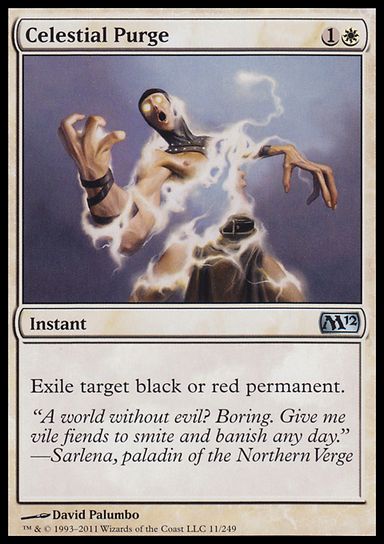 Celestial Purge 1
Instant M12
Exile target black or red permanent.
“A world without evil? Boring. Give me
vile fiends to smite and banish any day.”
—Sarlena, paladin of the Northern Verge
David Palumbo
™ & © 1993–2011 Wizards of the Coast LLC 11/249